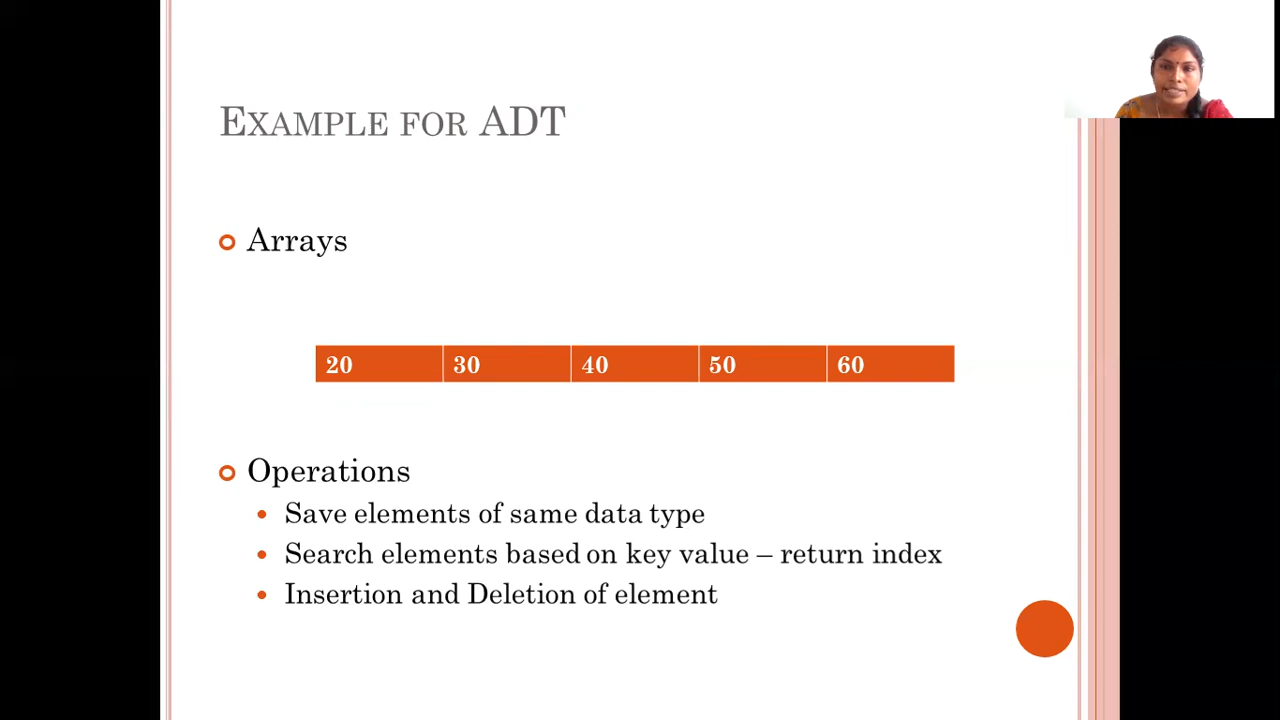 EXAMPLE FOR ADT
Arrays
20 30 40 50 60
Operations
Save elements of same data type
Search elements based on key value – return index
Insertion and Deletion of element